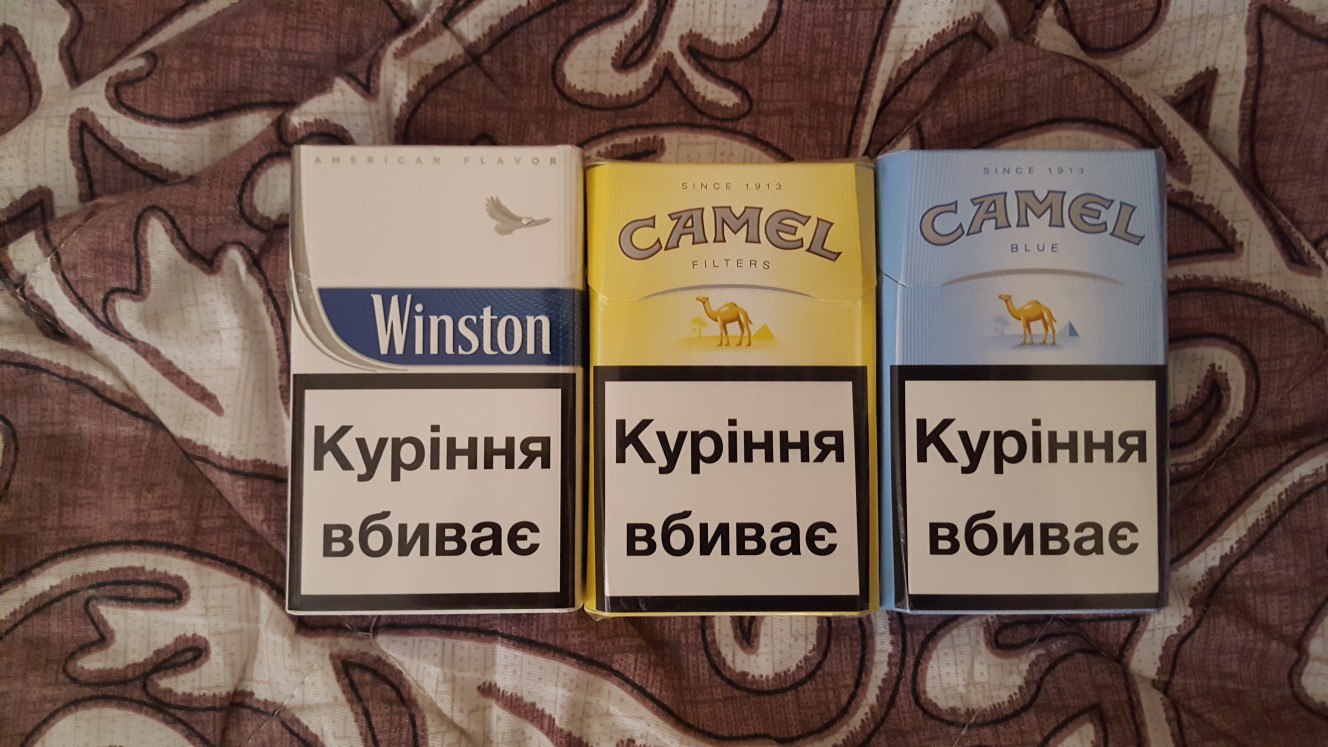 AMERICAN FLAVOR
Winston
Куріння
вбиває
SINCE 1913
CAMEL
FILTERS
Куріння
вбиває
SINCE 1913
CAMEL
BLUE
Куріння
вбиває